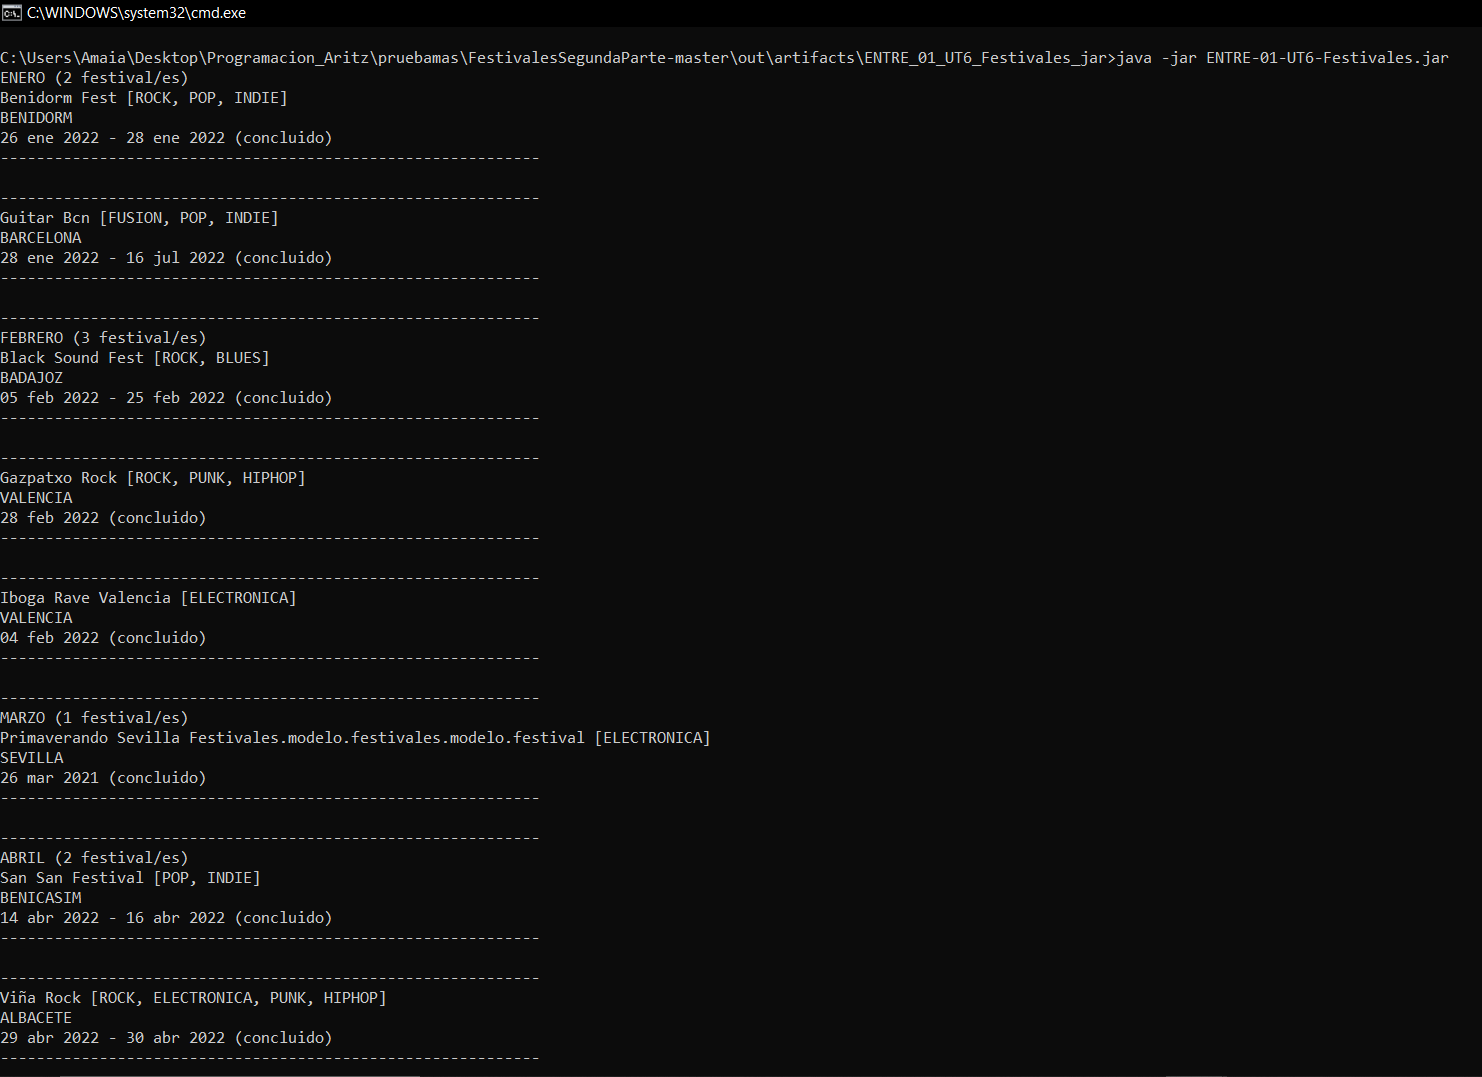 C:\WINDOWS\system32\cmd.exe
C:\Users\Amaia\Desktop\Programacion_Aritz\pruebamas\FestivalesSegundaParte-master\out\artifacts\ENTRE_01_UT6_Festivales_jar>java -jar ENTRE-01-UT6-Festivales.jar
ENERO (2 festival/es)
Benidorm Fest [ROCK, POP, INDIE]
BENIDORM
26 ene 2022 - 28 ene 2022 (concluido)
------------------------------------------------------------
------------------------------------------------------------
Guitar Bcn [FUSION, POP, INDIE]
BARCELONA
28 ene 2022 - 16 jul 2022 (concluido)
------------------------------------------------------------
------------------------------------------------------------
FEBRERO (3 festival/es)
Black Sound Fest [ROCK, BLUES]
BADAJOZ
05 feb 2022 - 25 feb 2022 (concluido)
------------------------------------------------------------
------------------------------------------------------------
Gazpatxo Rock [ROCK, PUNK, HIPHOP]
VALENCIA
28 feb 2022 (concluido)
------------------------------------------------------------
------------------------------------------------------------
Iboga Rave Valencia [ELECTRONICA]
VALENCIA
04 feb 2022 (concluido)
------------------------------------------------------------
------------------------------------------------------------
MARZO (1 festival/es)
Primaverando Sevilla Festivales.modelo.festivales.modelo.festival [ELECTRONICA]
SEVILLA
26 mar 2021 (concluido)
------------------------------------------------------------
------------------------------------------------------------
ABRIL (2 festival/es)
San San Festival [POP, INDIE]
BENICASIM
14 abr 2022 - 16 abr 2022 (concluido)
------------------------------------------------------------
------------------------------------------------------------
Viña Rock [ROCK, ELECTRONICA, PUNK, HIPHOP]
ALBACETE
29 abr 2022 - 30 abr 2022 (concluido)
------------------------------------------------------------